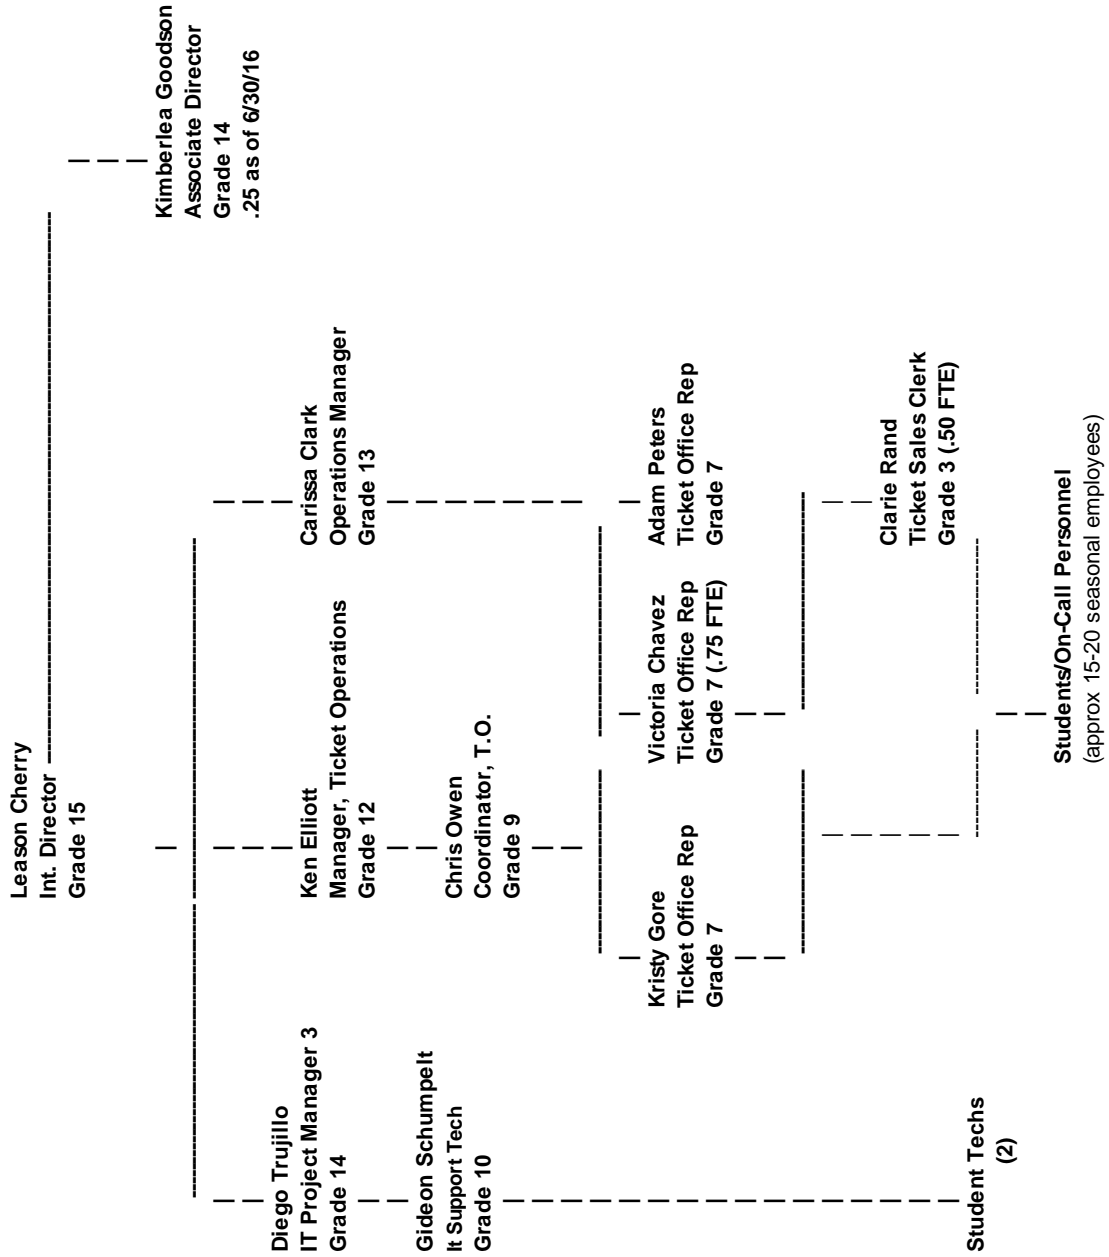 Leason Cherry
Int. Director
Grade 15
Kimberlea Goodson
Associate Director
Grade 14
.25 as of 6/30/16
Diego Trujillo
IT Project Manager 3
Grade 14
Ken Elliott
Manager, Ticket Operations
Grade 12
Carissa Clark
Operations Manager
Grade 13
Gideon Schumpelt
It Support Tech
Grade 10
Chris Owen
Coordinator, T.O.
Grade 9
Kristy Gore
Ticket Office Rep
Grade 7
Victoria Chavez
Ticket Office Rep
Grade 7 (.75 FTE)
Adam Peters
Ticket Office Rep
Grade 7
Clarie Rand
Ticket Sales Clerk
Grade 3 (.50 FTE)
Student Techs
(2)
Students/On-Call Personnel
(approx 15-20 seasonal employees)